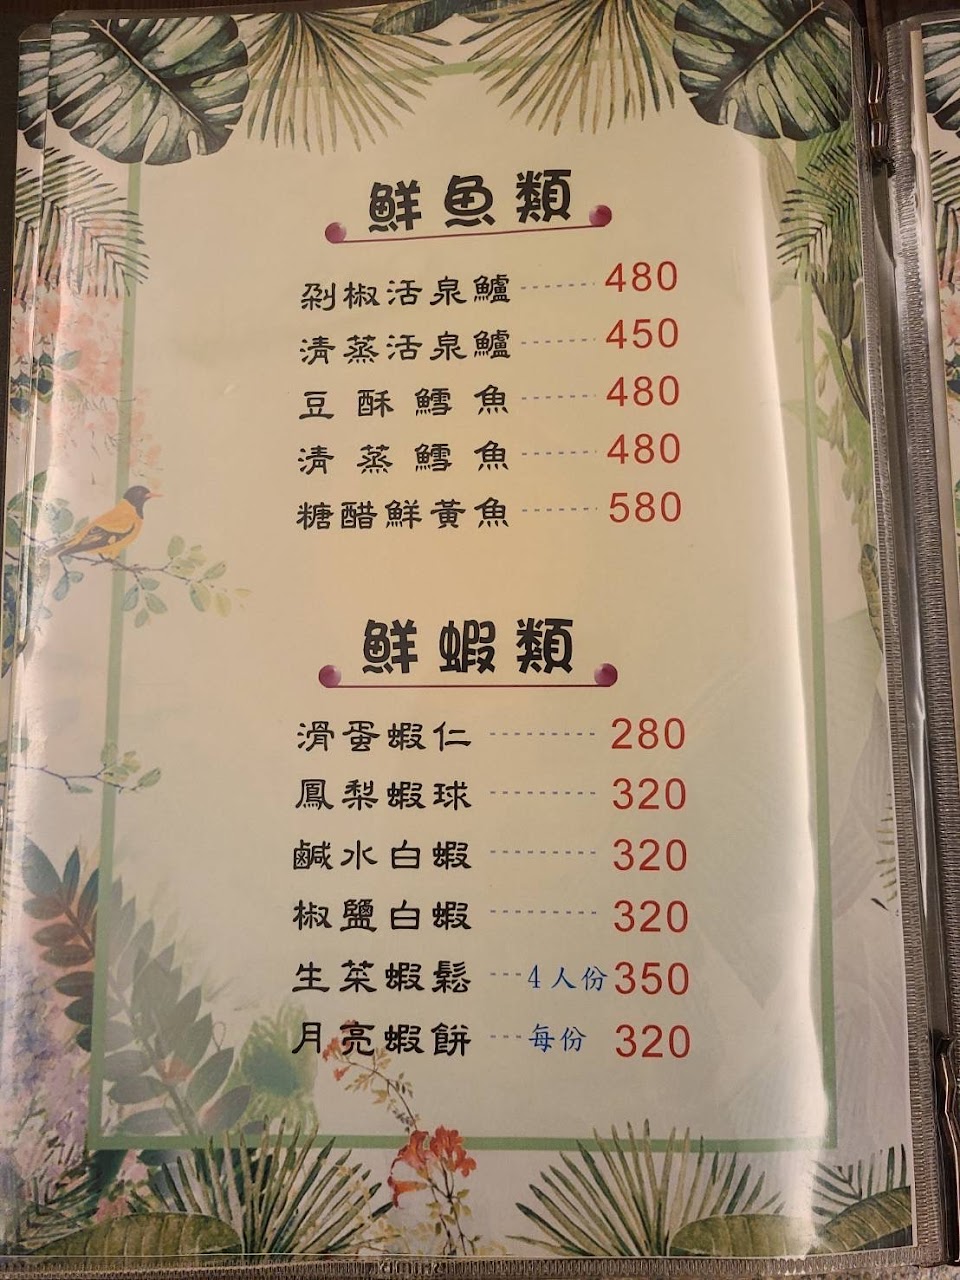 鮮魚類
剁椒活泉鱸 480
清蒸活泉鱸 450
豆酥鱈魚 480
清蒸鱈魚 480
糖醋鮮黃魚 580
鮮蝦類
滑蛋蝦仁 280
鳳梨蝦球 320
鹹水白蝦 320
椒鹽白蝦 320
生菜蝦鬆 4人份 350
月亮蝦餅 每份 320